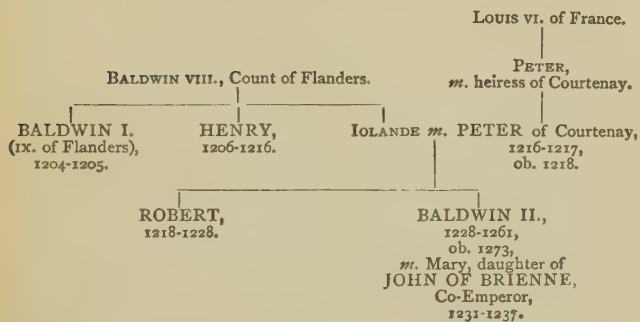 Louis VI. of France.
Peter,
m. heiress of Courtenay.
Baldwin VIII., Count of Flanders.
BALDWIN I.
(IX. of Flanders),
1204-1205.
HENRY,
1206-1216.
Iolande m. PETER of Courtenay,
1216-1217,
ob. 1218.
ROBERT,
1218-1228.
BALDWIN II.,
1228-1261,
ob. 1273,
m. Mary, daughter of
JOHN OF BRIENNE,
Co-Emperor,
1231-1237.